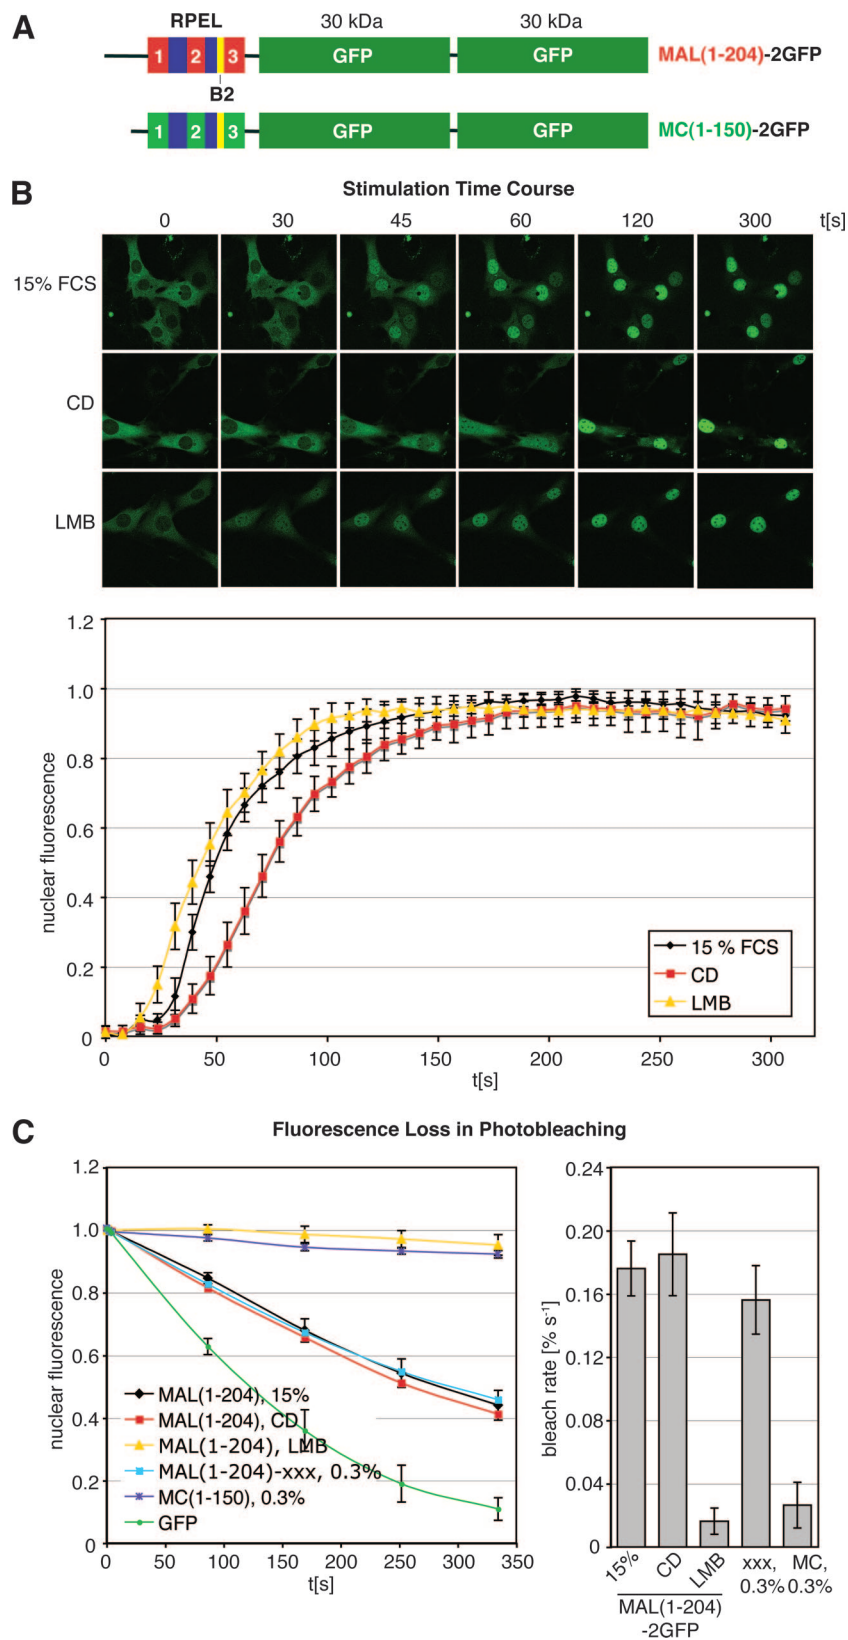 A
RPEL
30 kDa
30 kDa
1
2
3
GFP
GFP
MAL(1-204)-2GFP
B2
1
2
3
GFP
GFP
MC(1-150)-2GFP
B
Stimulation Time Course
0
30
45
60
120
300
t[s]
15% FCS
CD
LMB
1.2
1.0
0.8
0.6
0.4
0.2
0
nuclear fluorescence
15 % FCS
CD
LMB
0
50
100
150
200
250
300
t[s]
C
Fluorescence Loss in Photobleaching
1.2
1.0
0.8
0.6
0.4
0.2
0
nuclear fluorescence
MAL(1-204), 15%
MAL(1-204), CD
MAL(1-204), LMB
MAL(1-204)-xxx, 0.3%
MC(1-150), 0.3%
GFP
0
50
100
150
200
250
300
350
t[s]
0.24
0.20
0.16
0.12
0.08
0.04
0
bleach rate [% s-1]
15%
CD
LMB
xxx,
0.3%
MC,
0.3%
MAL(1-204)
-2GFP